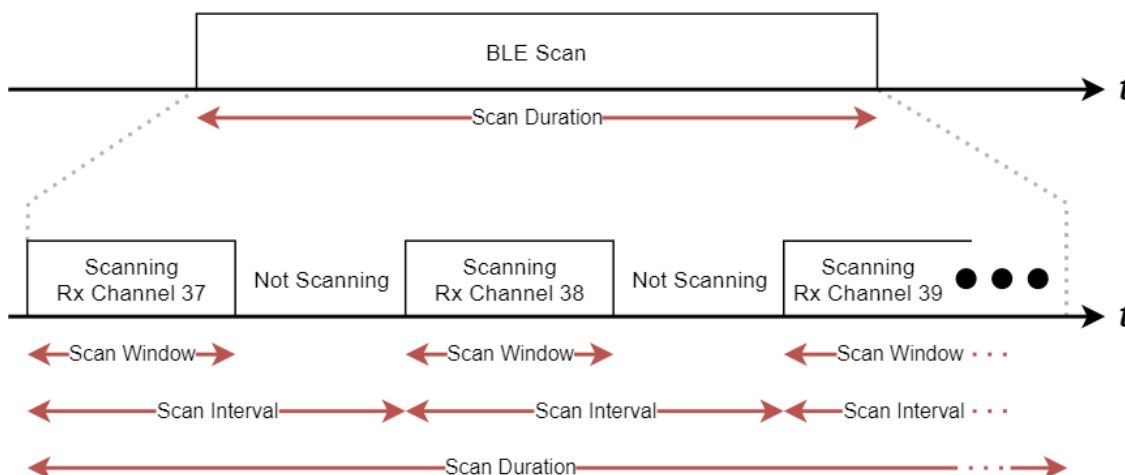 BLE Scan
t
Scan Duration
Scanning
Rx Channel 37
Not Scanning
Scanning
Rx Channel 38
Not Scanning
Scanning
Rx Channel 39
t
Scan Window
Scan Window
Scan Window
Scan Interval
Scan Interval
Scan Interval
Scan Duration